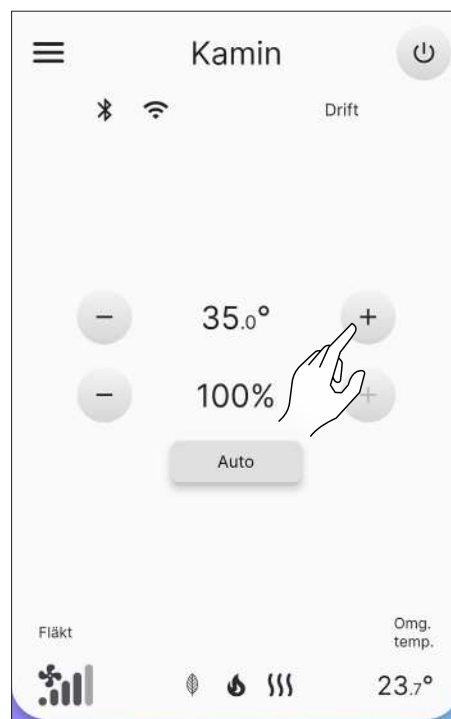 Kamin
Drift
− 35.0° +
− 100% +
Auto
Fläkt
Omg.
temp.
23.7°